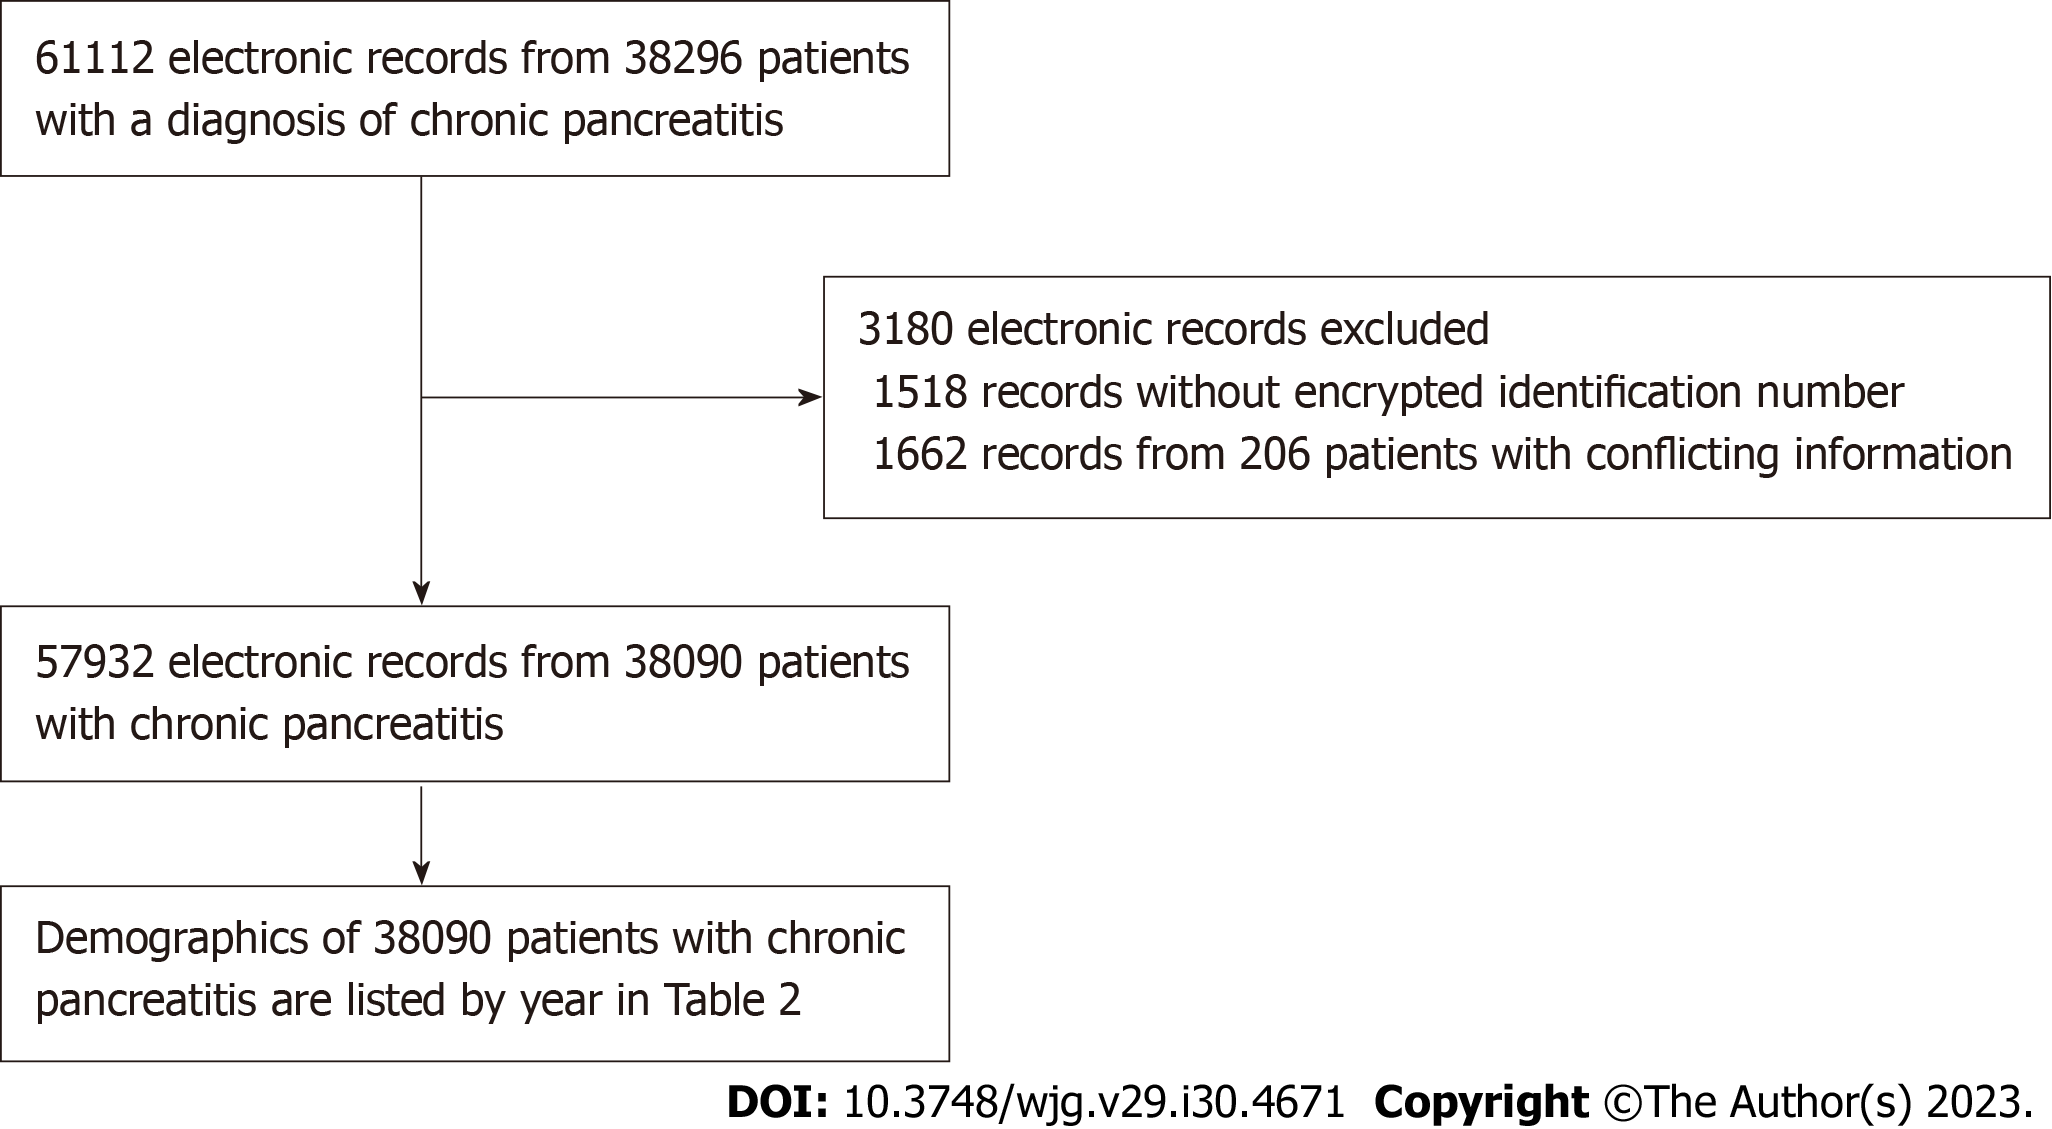 61112 electronic records from 38296 patients
with a diagnosis of chronic pancreatitis
3180 electronic records excluded
1518 records without encrypted identification number
1662 records from 206 patients with conflicting information
57932 electronic records from 38090 patients
with chronic pancreatitis
Demographics of 38090 patients with chronic
pancreatitis are listed by year in Table 2
DOI: 10.3748/wjg.v29.i30.4671 Copyright ©The Author(s) 2023.